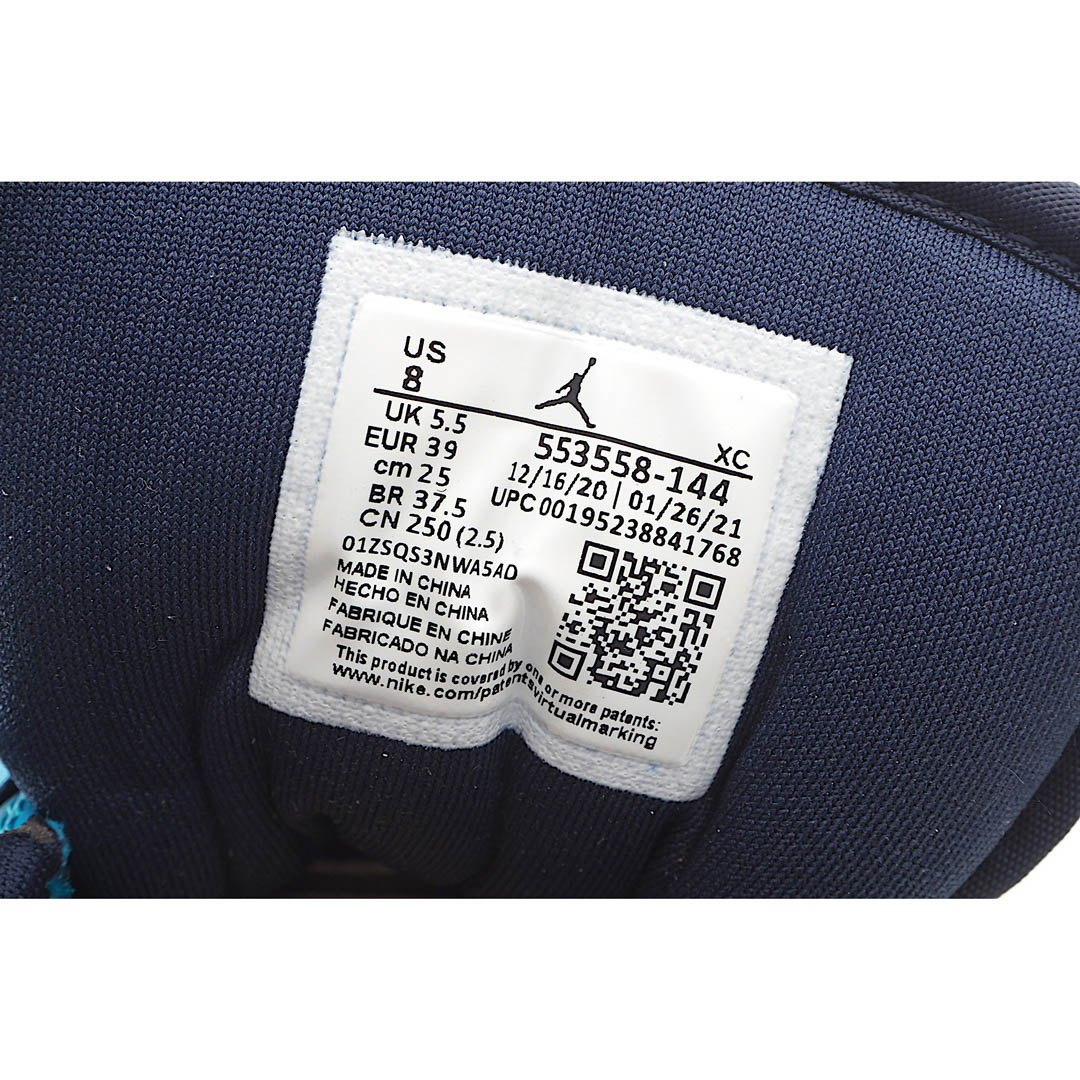 US
8
UK 5.5
EUR 39
cm 25
BR 37.5
CN 250 (2.5)
01ZSQS3NWA5AD
MADE IN CHINA
HECHO EN CHINA
FABRIQUE EN CHINE
FABRICADO NA CHINA
XC
553558-144
12/16/20 | 01/26/21
UPC00195238841768
This product is covered by one or more patents:
www.nike.com/patentsvirtualmarking